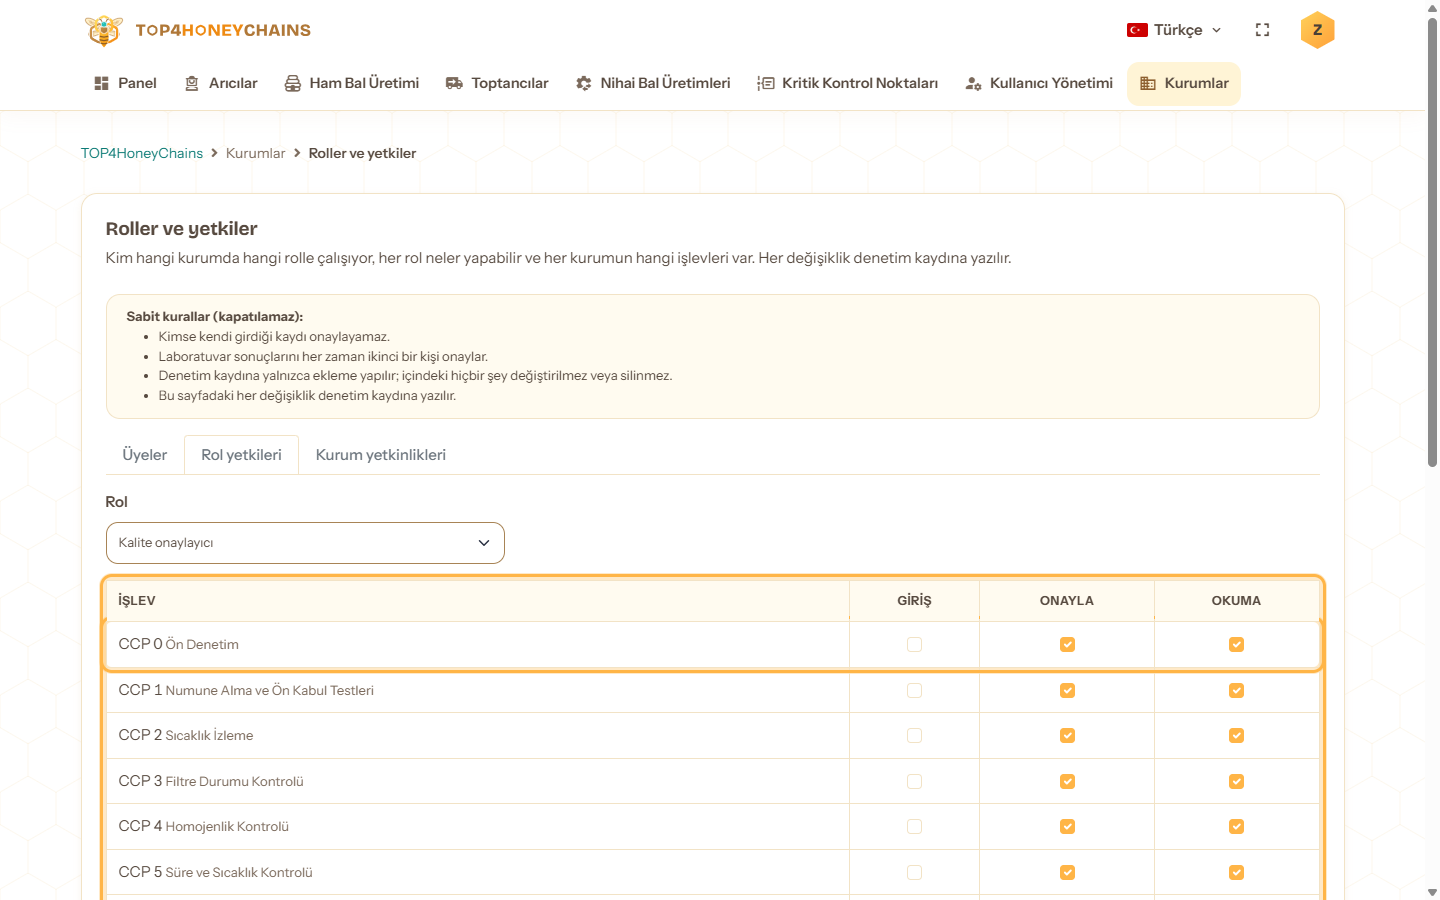 TOP4HONEYCHAINS
Türkçe
Z
Panel
Arıcılar
Ham Bal Üretimi
Toptancılar
Nihai Bal Üretimleri
Kritik Kontrol Noktaları
Kullanıcı Yönetimi
Kurumlar
TOP4HoneyChains > Kurumlar > Roller ve yetkiler
Roller ve yetkiler
Kim hangi kurumda hangi rolle çalışıyor, her rol neler yapabilir ve her kurumun hangi işlevleri var. Her değişiklik denetim kaydına yazılır.
Sabit kurallar (kapatılamaz):
• Kimse kendi girdiği kaydı onaylayamaz.
• Laboratuvar sonuçlarını her zaman ikinci bir kişi onaylar.
• Denetim kaydına yalnızca ekleme yapılır; içindeki hiçbir şey değiştirilmez veya silinmez.
• Bu sayfadaki her değişiklik denetim kaydına yazılır.
Üyeler
Rol yetkileri
Kurum yetkinlikleri
Rol
Kalite onaylayıcı
İŞLEV GİRİŞ ONAYLA OKUMA
CCP 0 Ön Denetim
CCP 1 Numune Alma ve Ön Kabul Testleri
CCP 2 Sıcaklık İzleme
CCP 3 Filtre Durumu Kontrolü
CCP 4 Homojenlik Kontrolü
CCP 5 Süre ve Sıcaklık Kontrolü